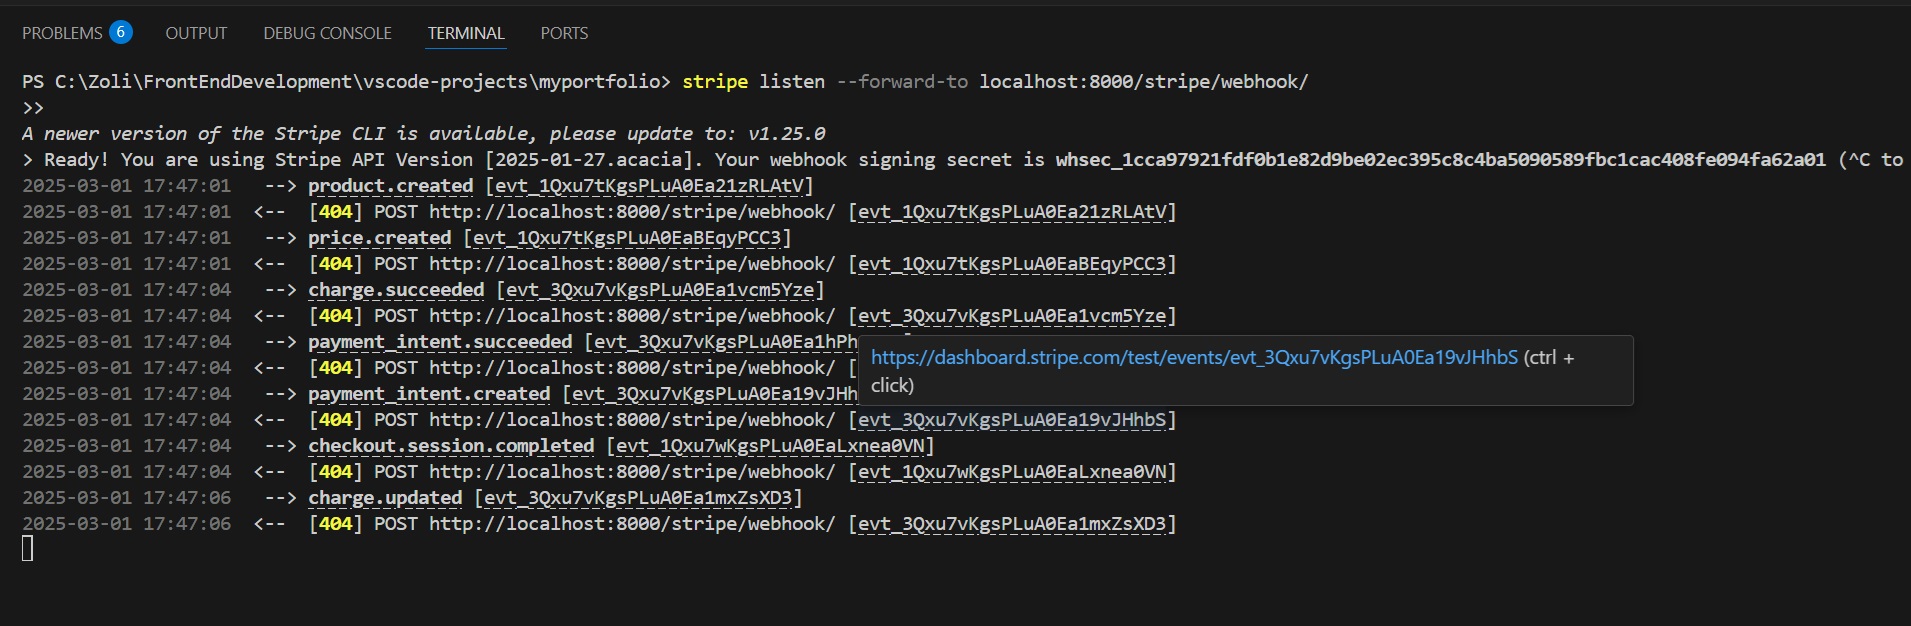 PROBLEMS 6 OUTPUT DEBUG CONSOLE TERMINAL PORTS
PS C:\Zoli\FrontEndDevelopment\vscode-projects\myportfolio> stripe listen --forward-to localhost:8000/stripe/webhook/
>>
A newer version of the Stripe CLI is available, please update to: v1.25.0
> Ready! You are using Stripe API Version [2025-01-27.acacia]. Your webhook signing secret is whsec_1cca97921fdf0b1e82d9be02ec395c8c4ba5090589fbc1cac408fe094fa62a01 (^C to
2025-03-01 17:47:01 --> product.created [evt_1Qxu7tKgsPLuA0Ea21zRLAtV]
2025-03-01 17:47:01 <-- [404] POST http://localhost:8000/stripe/webhook/ [evt_1Qxu7tKgsPLuA0Ea21zRLAtV]
2025-03-01 17:47:01 --> price.created [evt_1Qxu7tKgsPLuA0EaBEqyPCC3]
2025-03-01 17:47:01 <-- [404] POST http://localhost:8000/stripe/webhook/ [evt_1Qxu7tKgsPLuA0EaBEqyPCC3]
2025-03-01 17:47:04 --> charge.succeeded [evt_3Qxu7vKgsPLuA0Ea1vcm5Yze]
2025-03-01 17:47:04 <-- [404] POST http://localhost:8000/stripe/webhook/ [evt_3Qxu7vKgsPLuA0Ea1vcm5Yze]
2025-03-01 17:47:04 --> payment_intent.succeeded [evt_3Qxu7vKgsPLuA0Ea1hPh
2025-03-01 17:47:04 <-- [404] POST http://localhost:8000/stripe/webhook/ [
https://dashboard.stripe.com/test/events/evt_3Qxu7vKgsPLuA0Ea19vJHhbS (ctrl +
click)
2025-03-01 17:47:04 --> payment_intent.created [evt_3Qxu7vKgsPLuA0Ea19vJHh
2025-03-01 17:47:04 <-- [404] POST http://localhost:8000/stripe/webhook/ [evt_3Qxu7vKgsPLuA0Ea19vJHhbS]
2025-03-01 17:47:04 --> checkout.session.completed [evt_1Qxu7wKgsPLuA0EaLxnea0VN]
2025-03-01 17:47:04 <-- [404] POST http://localhost:8000/stripe/webhook/ [evt_1Qxu7wKgsPLuA0EaLxnea0VN]
2025-03-01 17:47:06 --> charge.updated [evt_3Qxu7vKgsPLuA0Ea1mxZsXD3]
2025-03-01 17:47:06 <-- [404] POST http://localhost:8000/stripe/webhook/ [evt_3Qxu7vKgsPLuA0Ea1mxZsXD3]